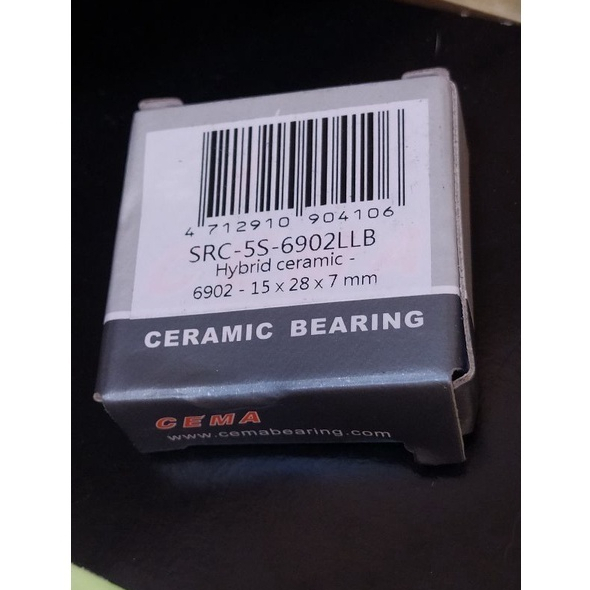 4 712910 904106
SRC-5S-6902LLB
Hybrid ceramic -
6902 - 15 x 28 x 7 mm
CERAMIC BEARING
CEMA
www.cemabearing.com